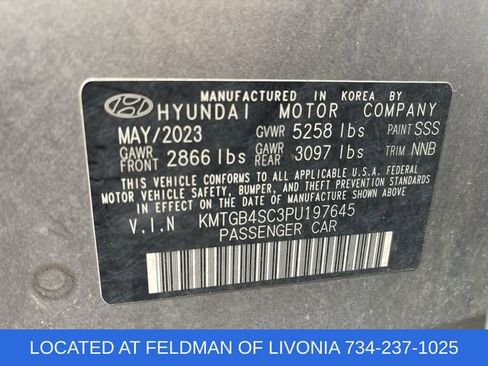 MANUFACTURED IN KOREA BY
HYUNDAI MOTOR COMPANY
MAY/2023 GVWR 5258 lbs PAINT SSS
GAWR FRONT 2866 lbs GAWR REAR 3097 lbs TRIM NNB
THIS VEHICLE CONFORMS TO ALL APPLICABLE U.S.A. FEDERAL
MOTOR VEHICLE SAFETY, BUMPER, AND THEFT PREVENTION
STANDARDS IN EFFECT ON THE DATE OF MANUFACTURE SHOWN ABOVE
V.I.N KMTGB4SC3PU197645
PASSENGER CAR
LOCATED AT FELDMAN OF LIVONIA 734-237-1025